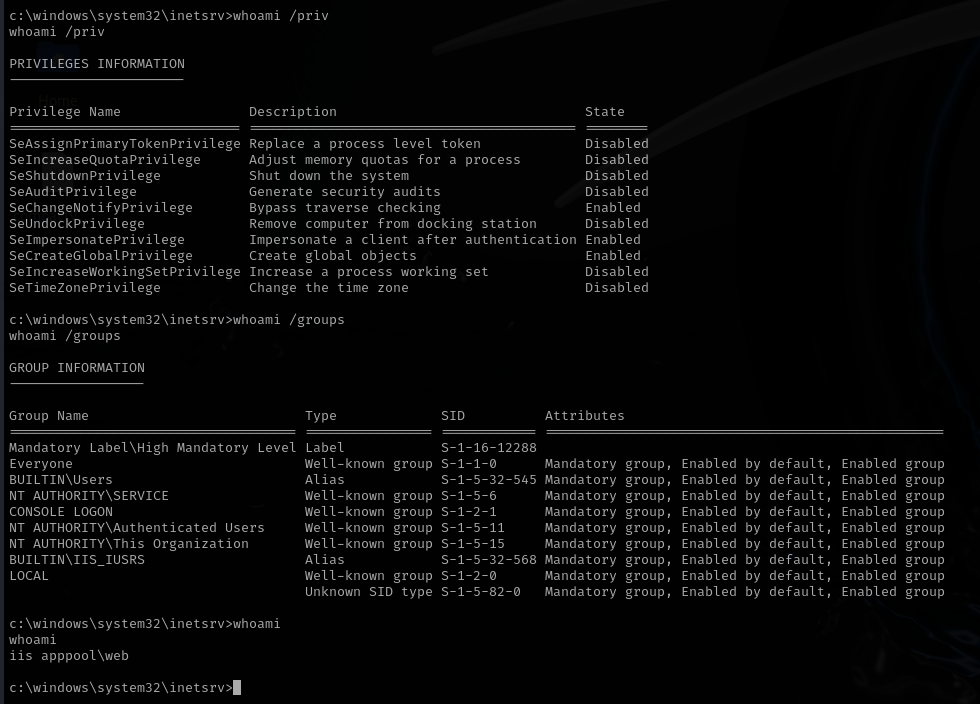 c:\windows\system32\inetsrv>whoami /priv
whoami /priv
PRIVILEGES INFORMATION
Privilege Name Description State
SeAssignPrimaryTokenPrivilege Replace a process level token Disabled
SeIncreaseQuotaPrivilege Adjust memory quotas for a process Disabled
SeShutdownPrivilege Shut down the system Disabled
SeAuditPrivilege Generate security audits Disabled
SeChangeNotifyPrivilege Bypass traverse checking Enabled
SeUndockPrivilege Remove computer from docking station Disabled
SeImpersonatePrivilege Impersonate a client after authentication Enabled
SeCreateGlobalPrivilege Create global objects Enabled
SeIncreaseWorkingSetPrivilege Increase a process working set Disabled
SeTimeZonePrivilege Change the time zone Disabled
c:\windows\system32\inetsrv>whoami /groups
whoami /groups
GROUP INFORMATION
Group Name Type SID Attributes
Mandatory Label\High Mandatory Level Label S-1-16-12288
Everyone Well-known group S-1-1-0 Mandatory group, Enabled by default, Enabled group
BUILTIN\Users Alias S-1-5-32-545 Mandatory group, Enabled by default, Enabled group
NT AUTHORITY\SERVICE Well-known group S-1-5-6 Mandatory group, Enabled by default, Enabled group
CONSOLE LOGON Well-known group S-1-2-1 Mandatory group, Enabled by default, Enabled group
NT AUTHORITY\Authenticated Users Well-known group S-1-5-11 Mandatory group, Enabled by default, Enabled group
NT AUTHORITY\This Organization Well-known group S-1-5-15 Mandatory group, Enabled by default, Enabled group
BUILTIN\IIS_IUSRS Alias S-1-5-32-568 Mandatory group, Enabled by default, Enabled group
LOCAL Well-known group S-1-2-0 Mandatory group, Enabled by default, Enabled group
Unknown SID type S-1-5-82-0 Mandatory group, Enabled by default, Enabled group
c:\windows\system32\inetsrv>whoami
whoami
iis apppool\web
c:\windows\system32\inetsrv>